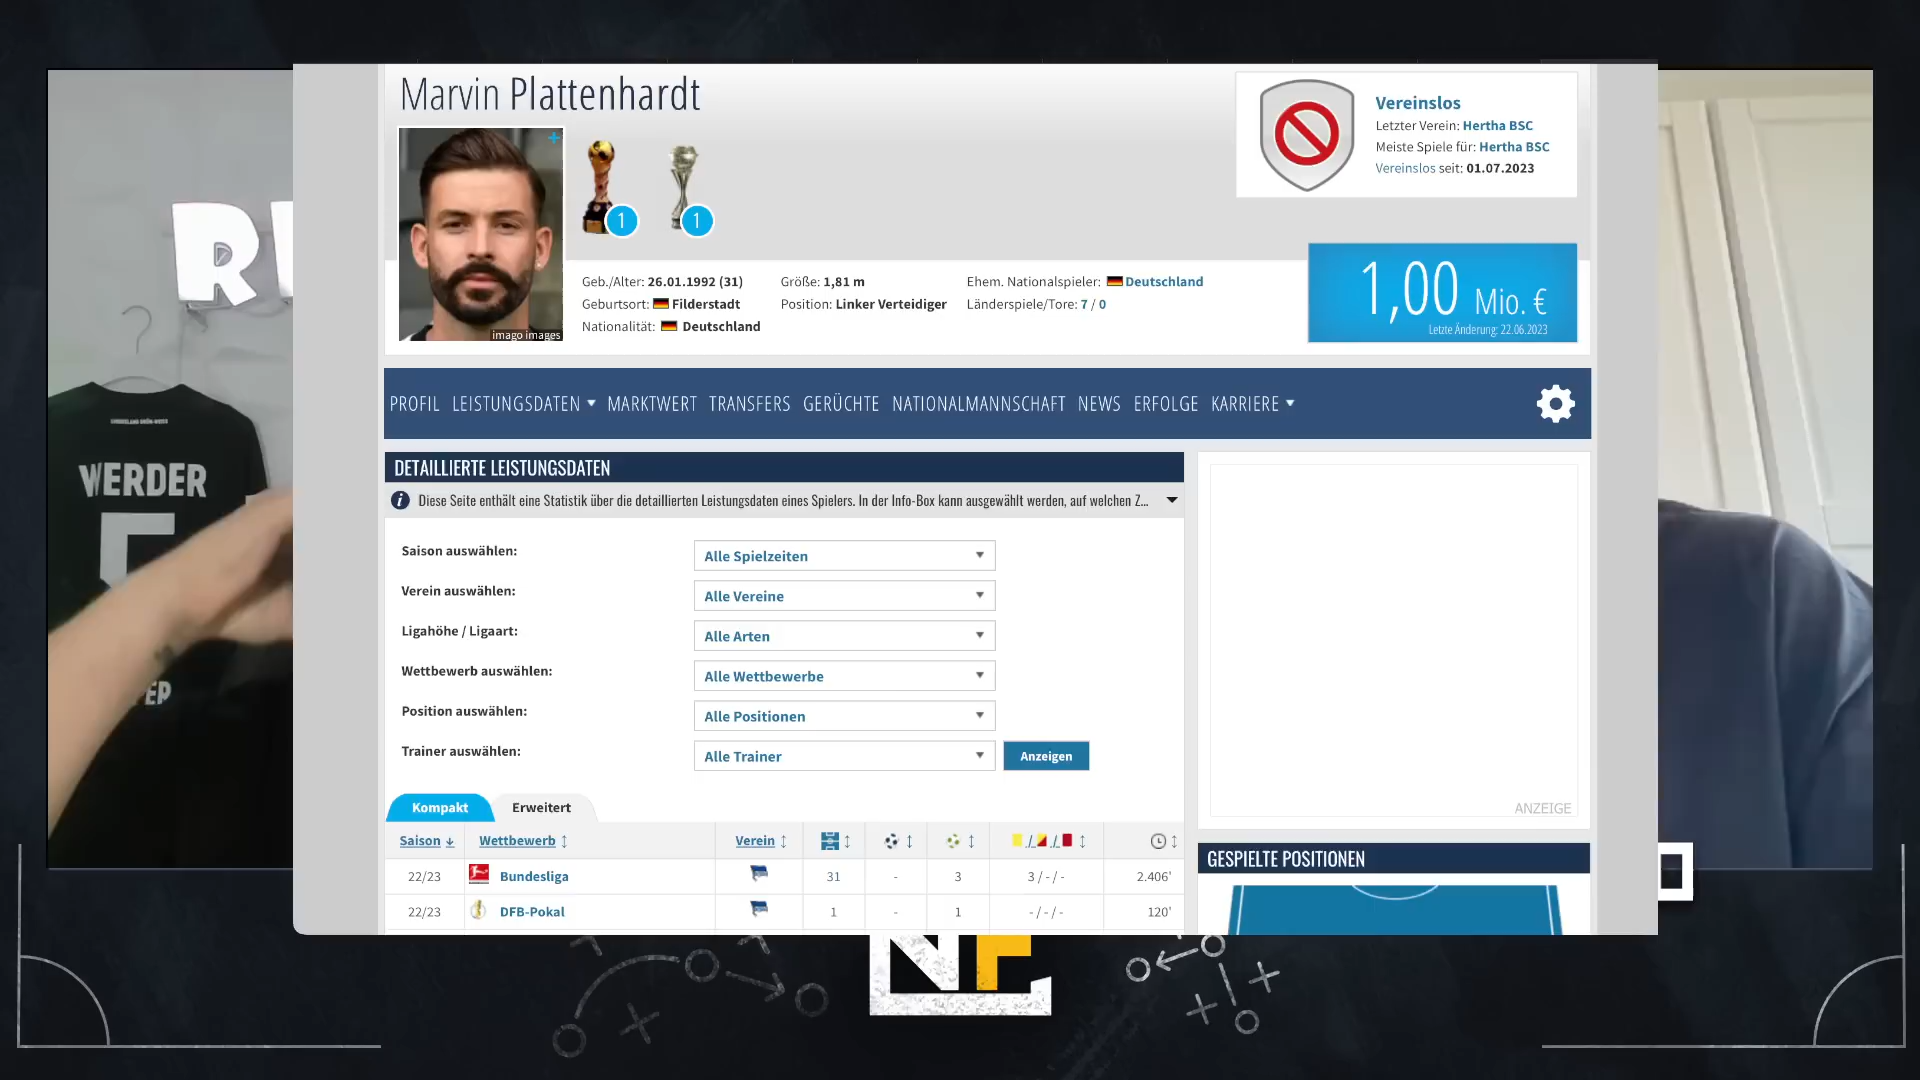 Marvin Plattenhardt
Vereinslos
Letzter Verein: Hertha BSC
Meiste Spiele für: Hertha BSC
Vereinslos seit: 01.07.2023
1
1
imago images
Geb./Alter: 26.01.1992 (31)
Geburtsort: Filderstadt
Nationalität: Deutschland
Größe: 1,81 m
Position: Linker Verteidiger
Ehem. Nationalspieler: Deutschland
Länderspiele/Tore: 7 / 0
1,00 Mio. €
Letzte Änderung: 22.06.2023
PROFIL LEISTUNGSDATEN MARKTWERT TRANSFERS GERÜCHTE NATIONALMANNSCHAFT NEWS ERFOLGE KARRIERE
DETAILLIERTE LEISTUNGSDATEN
Diese Seite enthält eine Statistik über die detaillierten Leistungsdaten eines Spielers. In der Info-Box kann ausgewählt werden, auf welchen Z...
Saison auswählen: Alle Spielzeiten
Verein auswählen: Alle Vereine
Ligahöhe / Ligaart: Alle Arten
Wettbewerb auswählen: Alle Wettbewerbe
Position auswählen: Alle Positionen
Trainer auswählen: Alle Trainer Anzeigen
Kompakt Erweitert
Saison Wettbewerb Verein / /
22/23 Bundesliga 31 - 3 3 / - / - 2.406'
22/23 DFB-Pokal 1 - 1 - / - / - 120'
ANZEIGE
GESPIELTE POSITIONEN
R
WERDER